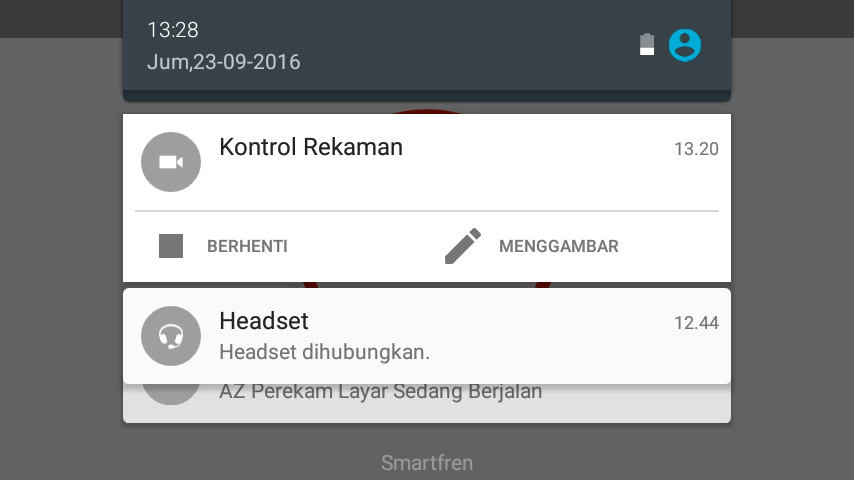 13:28
Jum,23-09-2016
Kontrol Rekaman
13.20
BERHENTI
MENGGAMBAR
Headset
12.44
Headset dihubungkan.
AZ Perekam Layar Sedang Berjalan
Smartfren